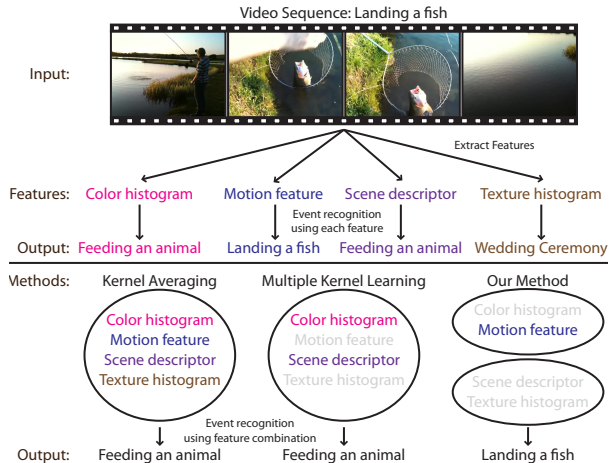 Video Sequence: Landing a fish
Input:
Extract Features
Features: Color histogram Motion feature Scene descriptor Texture histogram
Event recognition
using each feature
Output: Feeding an animal Landing a fish Feeding an animal Wedding Ceremony
Methods: Kernel Averaging Multiple Kernel Learning Our Method
Color histogram
Motion feature
Scene descriptor
Texture histogram
Color histogram
Motion feature
Scene descriptor
Texture histogram
Color histogram
Motion feature
Scene descriptor
Texture histogram
Event recognition
using feature combination
Output: Feeding an animal Feeding an animal Landing a fish